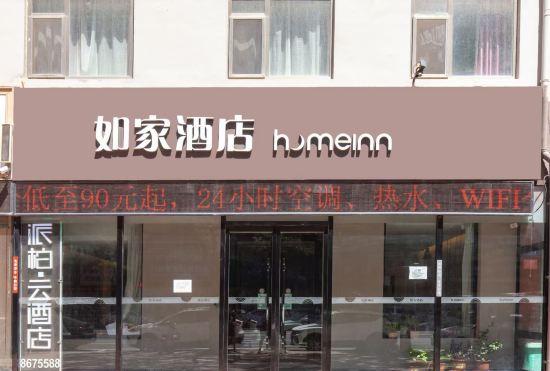 如家酒店 homeinn
低至90元起，24小时空调、热水、WIFI
派柏·云酒店
8675588